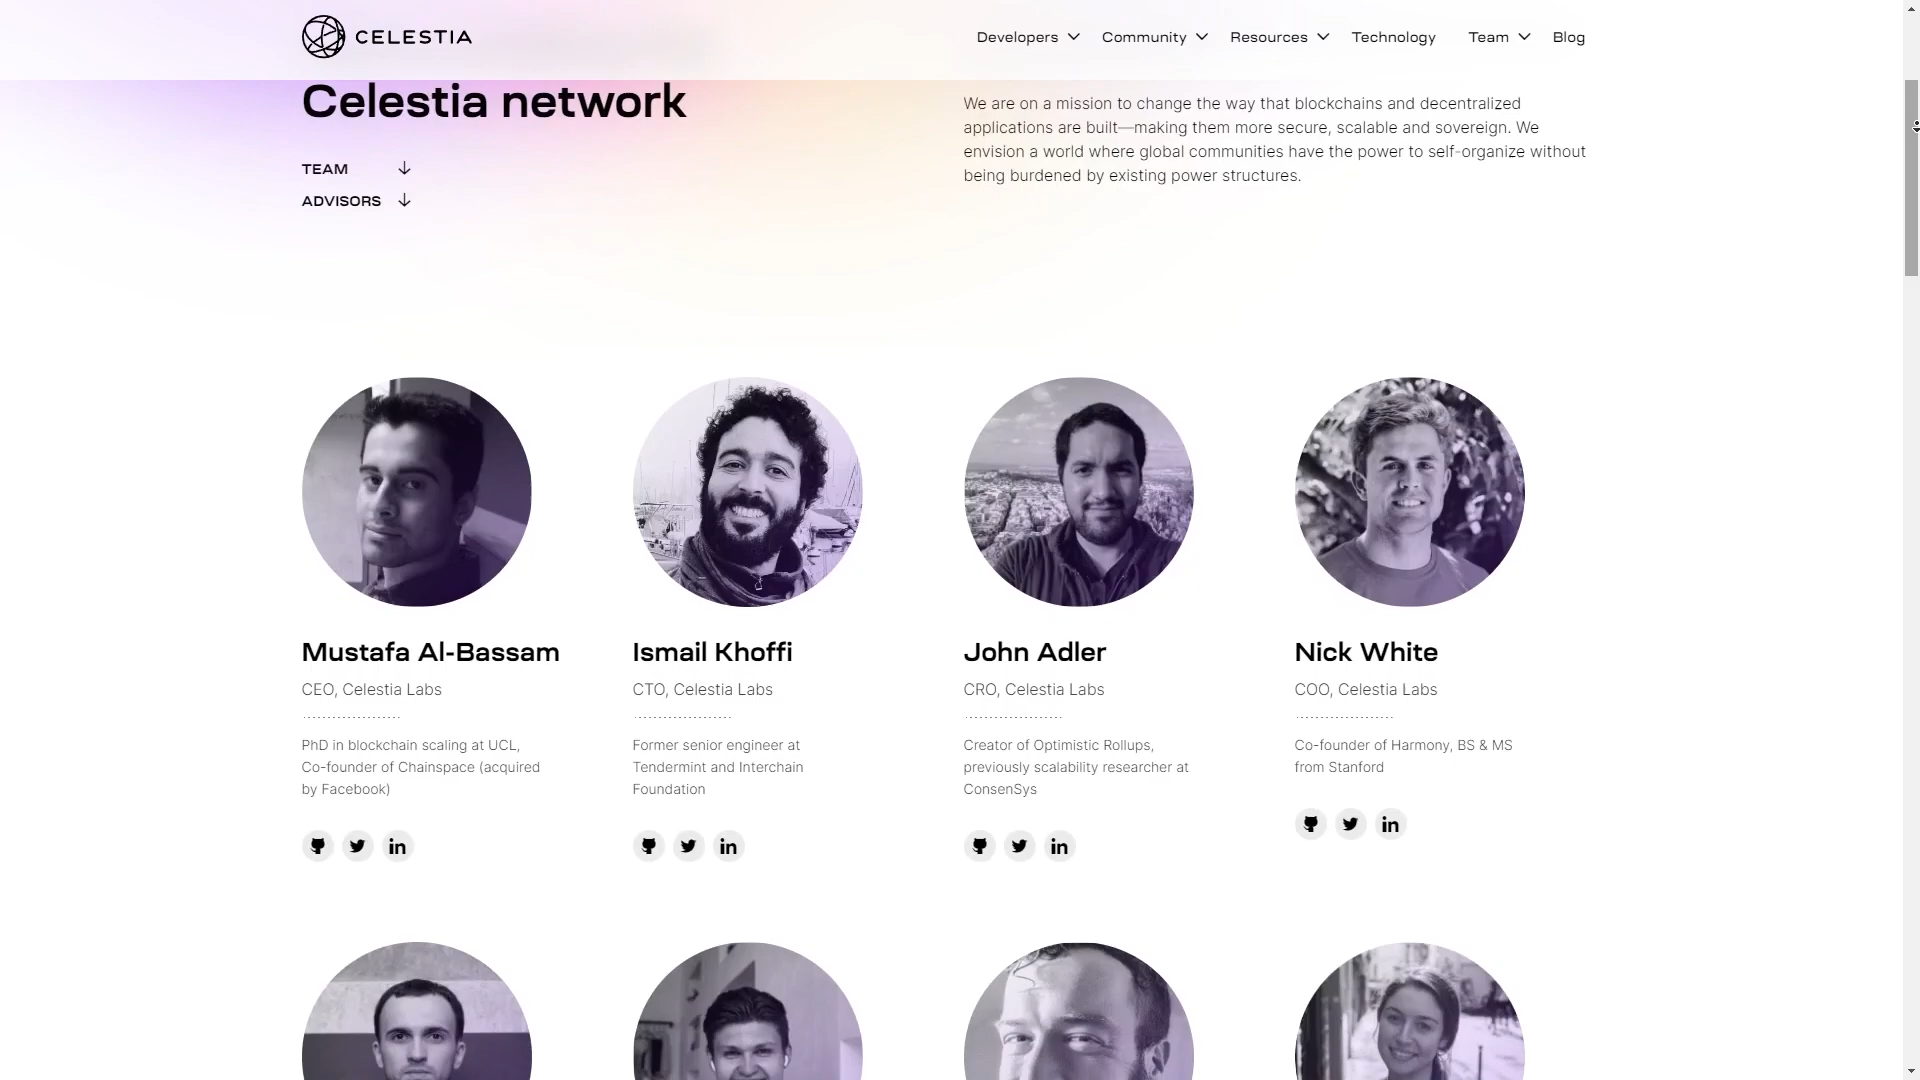 CELESTIA
Developers
Community
Resources
Technology
Team
Blog
Celestia network
TEAM
ADVISORS
We are on a mission to change the way that blockchains and decentralized
applications are built—making them more secure, scalable and sovereign. We
envision a world where global communities have the power to self-organize without
being burdened by existing power structures.
Mustafa Al-Bassam
CEO, Celestia Labs
PhD in blockchain scaling at UCL,
Co-founder of Chainspace (acquired
by Facebook)
in
Ismail Khoffi
CTO, Celestia Labs
Former senior engineer at
Tendermint and Interchain
Foundation
in
John Adler
CRO, Celestia Labs
Creator of Optimistic Rollups,
previously scalability researcher at
ConsenSys
in
Nick White
COO, Celestia Labs
Co-founder of Harmony, BS & MS
from Stanford
in